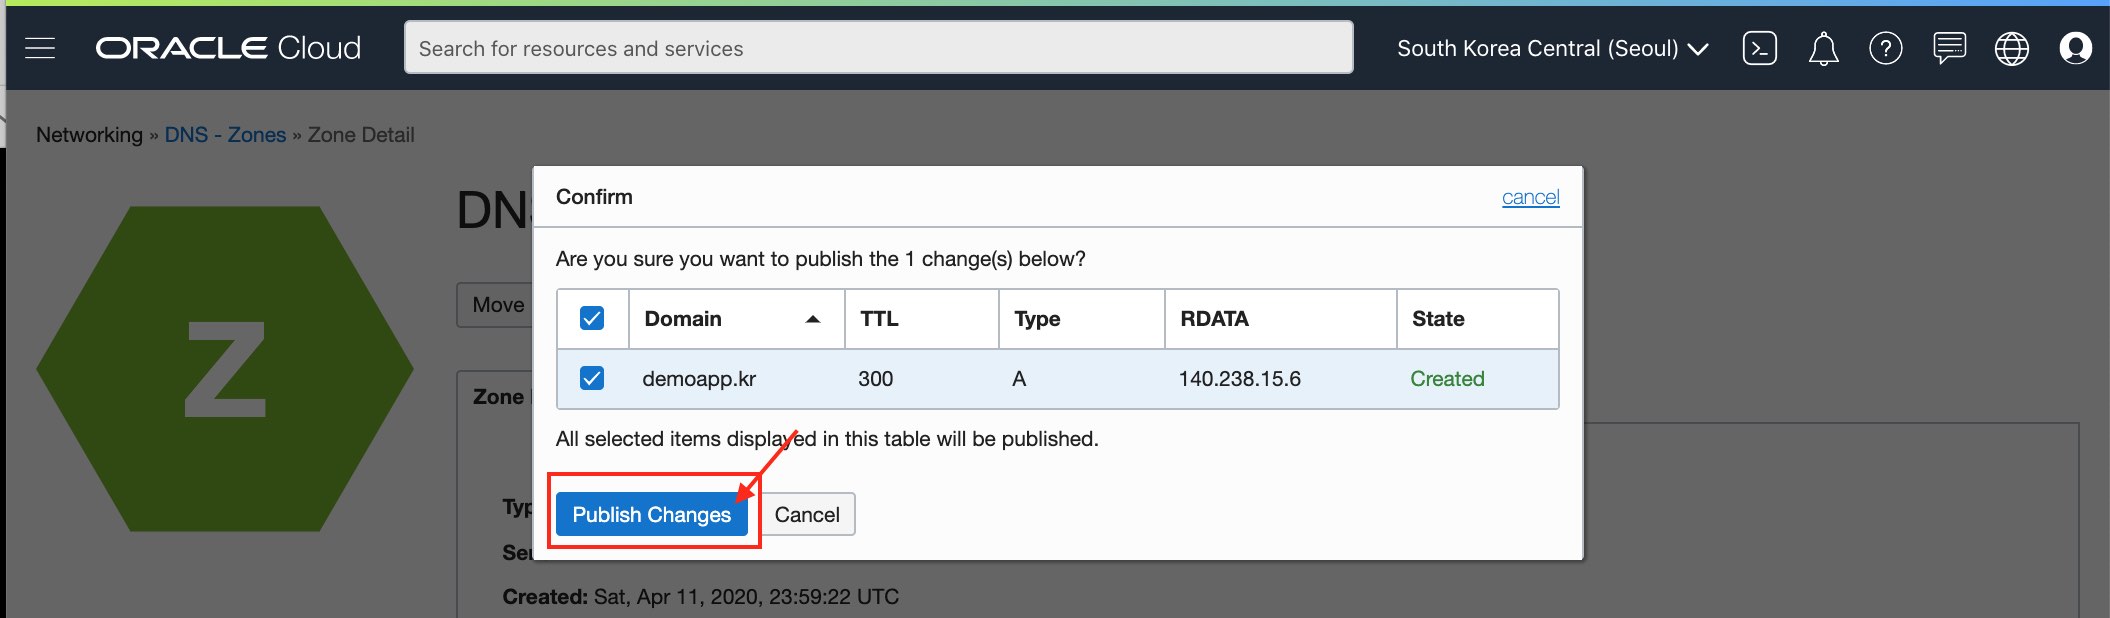 ORACLE Cloud
Search for resources and services
South Korea Central (Seoul)
Networking » DNS - Zones » Zone Detail
Z
DNS
Confirm
cancel
Are you sure you want to publish the 1 change(s) below?
Domain TTL Type RDATA State
demoapp.kr 300 A 140.238.15.6 Created
All selected items displayed in this table will be published.
Publish Changes Cancel
Move
Zone
Created: Sat, Apr 11, 2020, 23:59:22 UTC